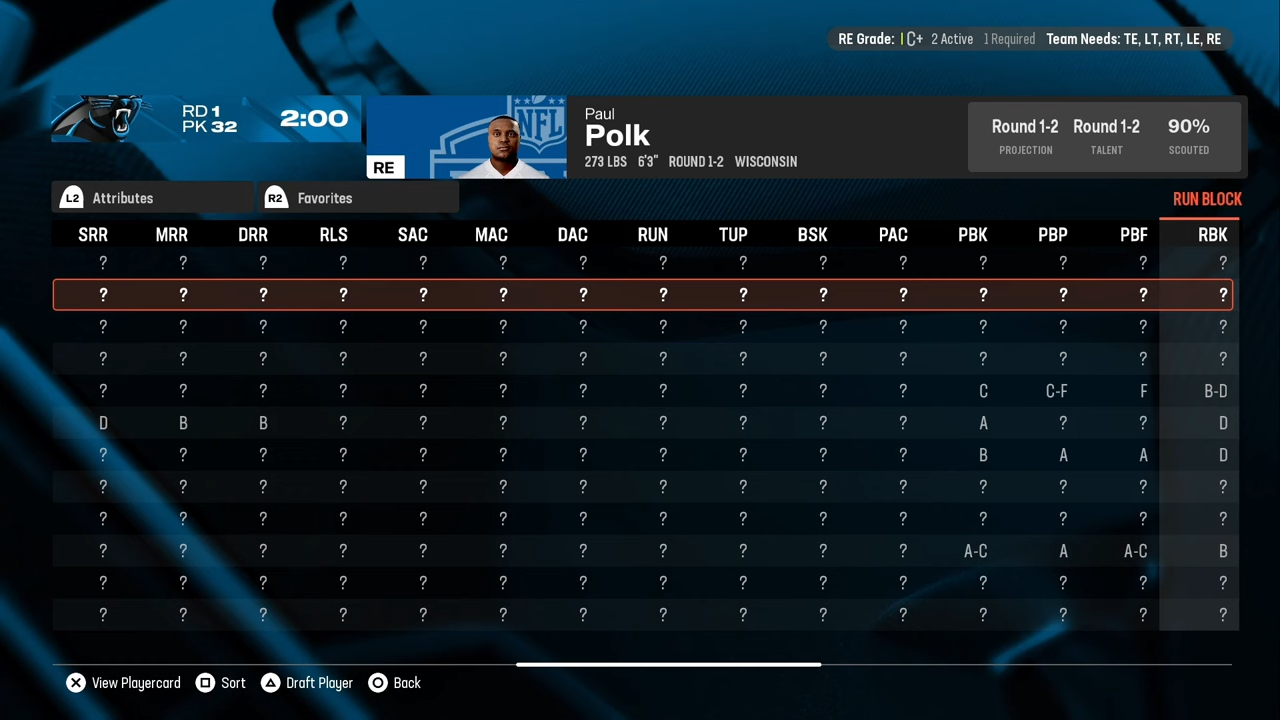 RE Grade: C+ 2 Active 1 Required Team Needs: TE, LT, RT, LE, RE
RD 1
PK 32
2:00
RE
NFL
Paul
Polk
273 LBS 6'3" ROUND 1-2 WISCONSIN
Round 1-2 Round 1-2 90%
PROJECTION TALENT SCOUTED
L2 Attributes R2 Favorites
RUN BLOCK
SRR MRR DRR RLS SAC MAC DAC RUN TUP BSK PAC PBK PBP PBF RBK
? ? ? ? ? ? ? ? ? ? ? ? ? ? ?
? ? ? ? ? ? ? ? ? ? ? ? ? ? ?
? ? ? ? ? ? ? ? ? ? ? ? ? ? ?
? ? ? ? ? ? ? ? ? ? ? ? ? ? ?
? ? ? ? ? ? ? ? ? ? ? C C-F F B-D
D B B ? ? ? ? ? ? ? ? A ? ? D
? ? ? ? ? ? ? ? ? ? ? B A A D
? ? ? ? ? ? ? ? ? ? ? ? ? ? ?
? ? ? ? ? ? ? ? ? ? ? ? ? ? ?
? ? ? ? ? ? ? ? ? ? ? A-C A A-C B
? ? ? ? ? ? ? ? ? ? ? ? ? ? ?
? ? ? ? ? ? ? ? ? ? ? ? ? ? ?
View Playercard Sort Draft Player Back